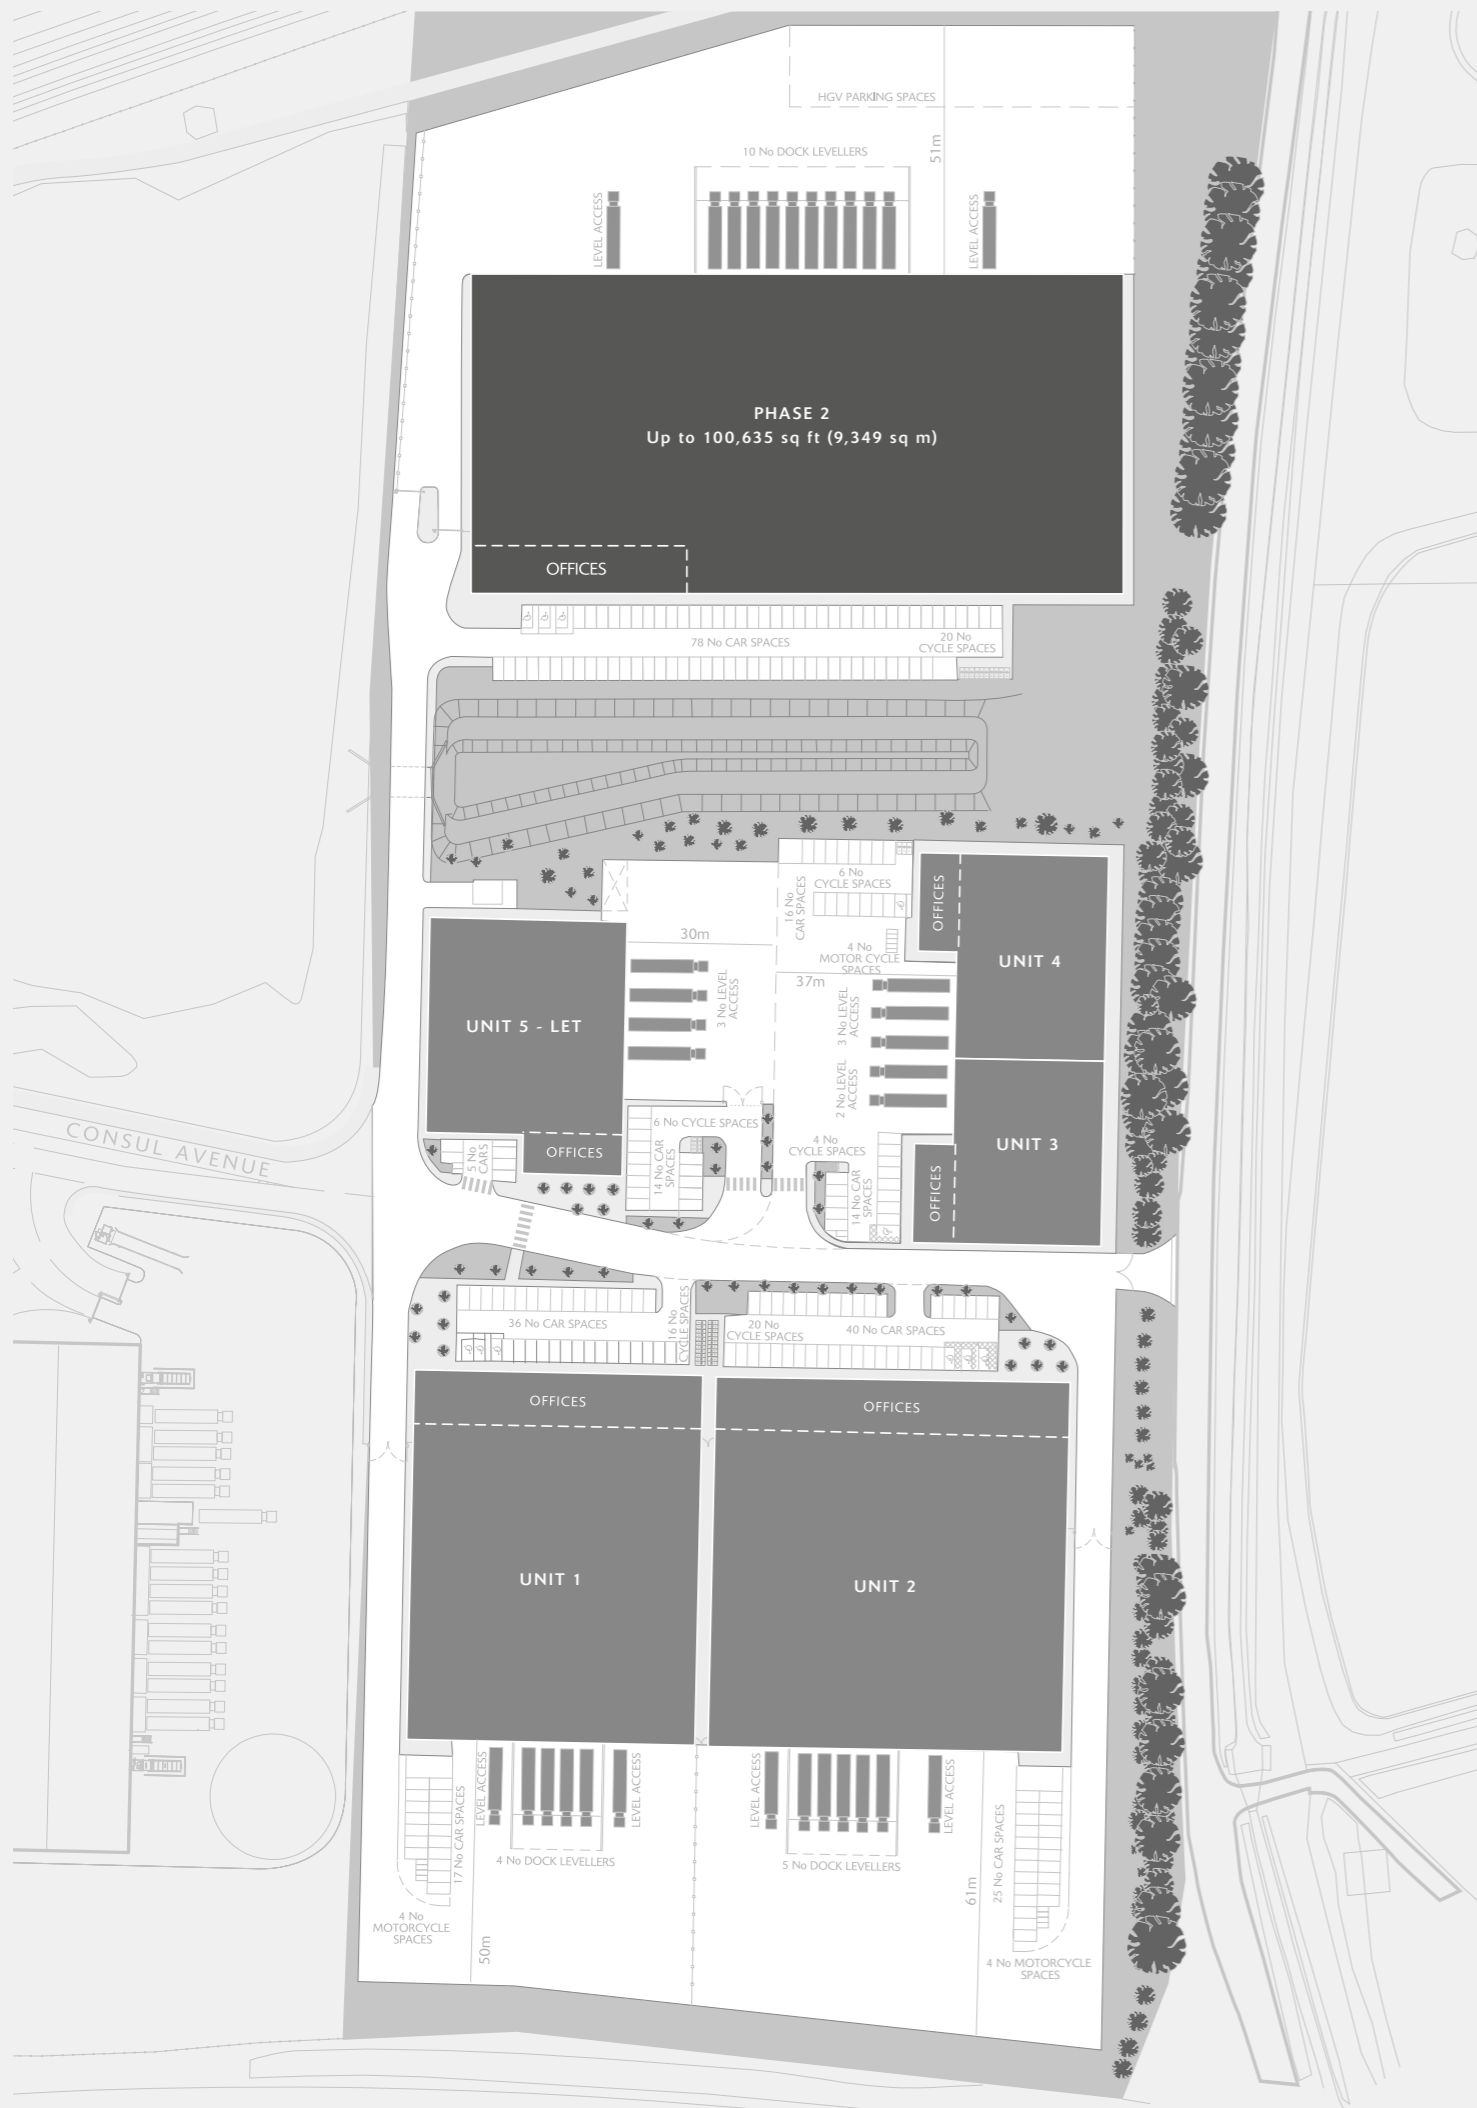 HGV PARKING SPACES
51m
10 No DOCK LEVELLERS
LEVEL ACCESS
LEVEL ACCESS
PHASE 2
Up to 100,635 sq ft (9,349 sq m)
OFFICES
78 No CAR SPACES
20 No
CYCLE SPACES
6 No
CYCLE SPACES
16 No
CAR SPACES
OFFICES
30m
4 No
MOTOR CYCLE
SPACES
UNIT 4
37m
3 No LEVEL
ACCESS
3 No LEVEL
ACCESS
UNIT 5 - LET
2 No LEVEL
ACCESS
6 No CYCLE SPACES
4 No
CYCLE SPACES
UNIT 3
CONSUL AVENUE
5 No
CARS
OFFICES
14 No CAR
SPACES
14 No CAR
SPACES
OFFICES
36 No CAR SPACES
16 No
CYCLE SPACES
20 No
CYCLE SPACES
40 No CAR SPACES
OFFICES
OFFICES
UNIT 1
UNIT 2
LEVEL ACCESS
LEVEL ACCESS
LEVEL ACCESS
LEVEL ACCESS
17 No CAR SPACES
4 No DOCK LEVELLERS
5 No DOCK LEVELLERS
25 No CAR SPACES
61m
4 No
MOTORCYCLE
SPACES
50m
4 No MOTORCYCLE
SPACES